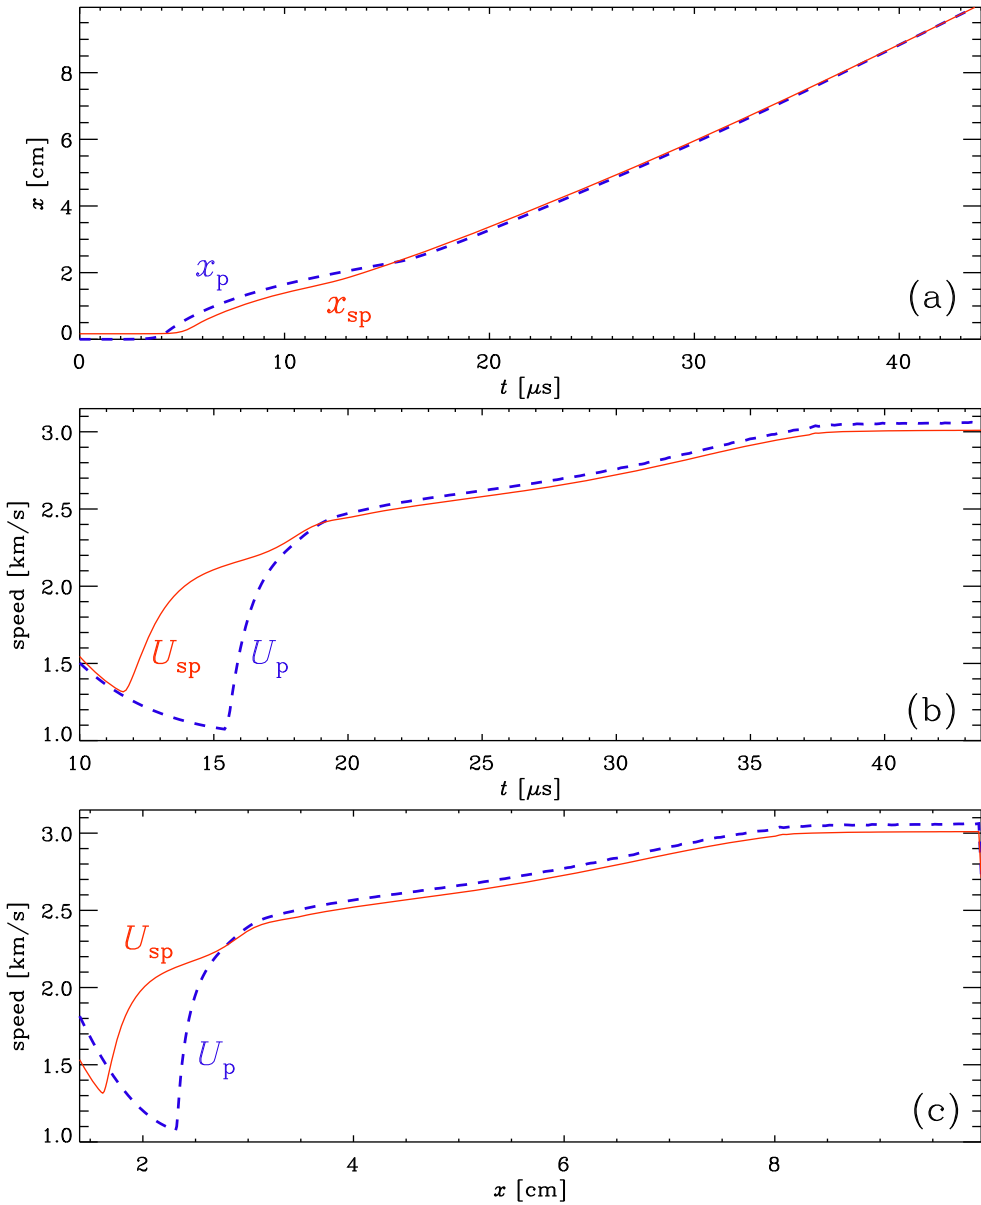 8
6
4
2
0
x [cm]
x_p
x_sp
(a)
0 10 20 30 40
t [μs]
3.0
2.5
2.0
1.5
1.0
speed [km/s]
U_sp
U_p
(b)
10 15 20 25 30 35 40
t [μs]
3.0
2.5
2.0
1.5
1.0
speed [km/s]
U_sp
U_p
(c)
2 4 6 8
x [cm]